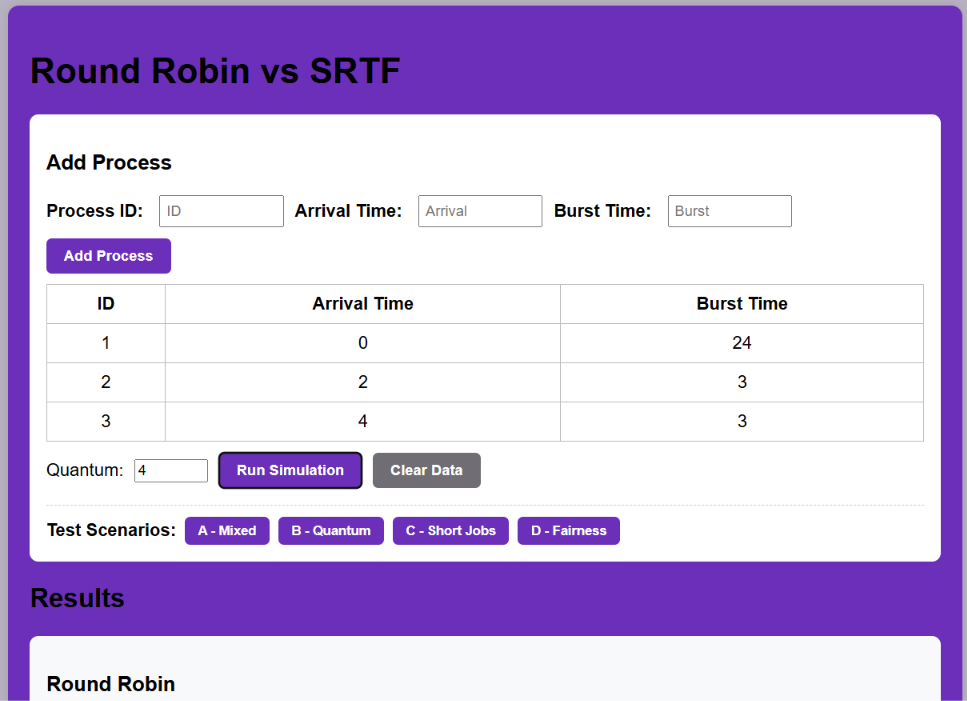 Round Robin vs SRTF
Add Process
Process ID: ID Arrival Time: Arrival Burst Time: Burst
Add Process
ID Arrival Time Burst Time
1 0 24
2 2 3
3 4 3
Quantum: 4 Run Simulation Clear Data
Test Scenarios: A - Mixed B - Quantum C - Short Jobs D - Fairness
Results
Round Robin